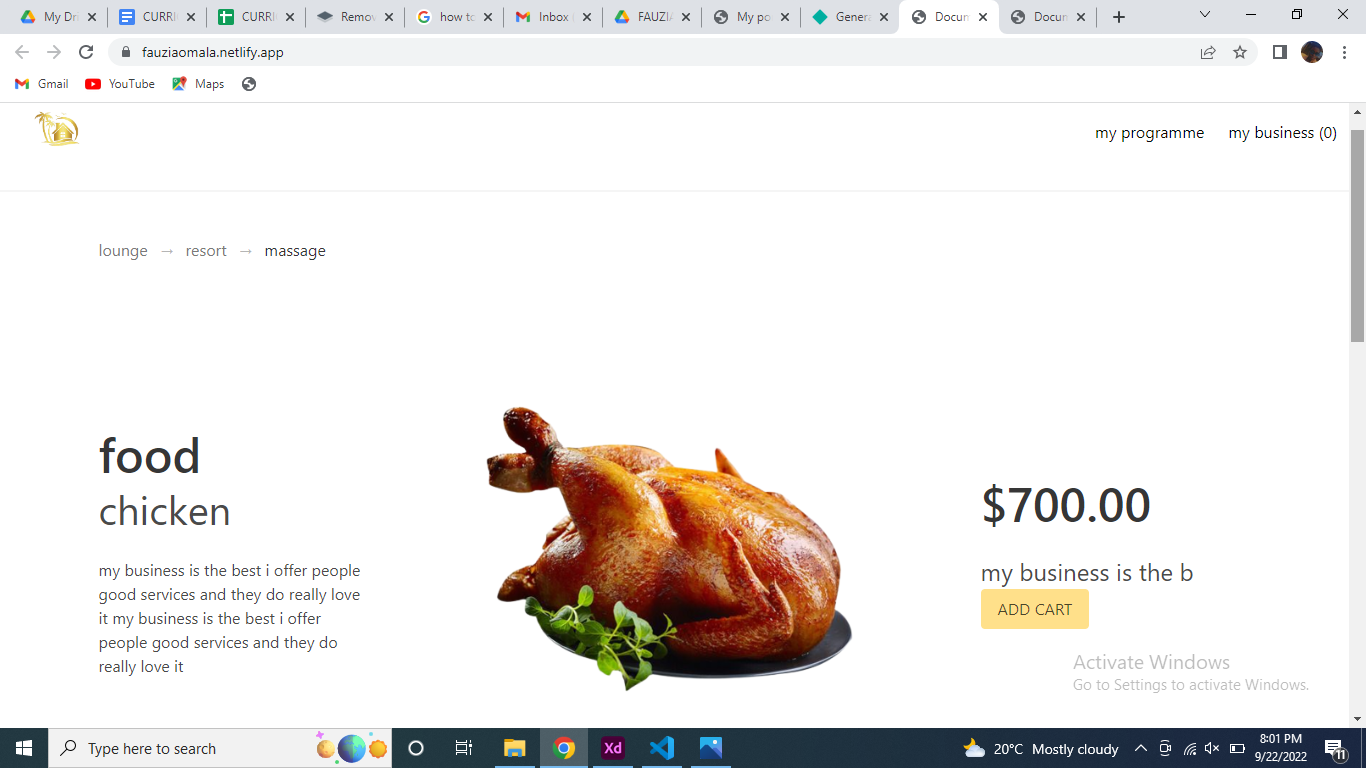 My Dri
CURRI
CURRI
Remov
how to
Inbox
FAUZIA
My po
Genera
Docum
Docum
fauziaomala.netlify.app
Gmail
YouTube
Maps
my programme
my business (0)
lounge → resort → massage
food
chicken
my business is the best i offer people
good services and they do really love
it my business is the best i offer
people good services and they do
really love it
$700.00
my business is the b
ADD CART
Activate Windows
Go to Settings to activate Windows.
Type here to search
Xd
20°C Mostly cloudy
8:01 PM
9/22/2022
11